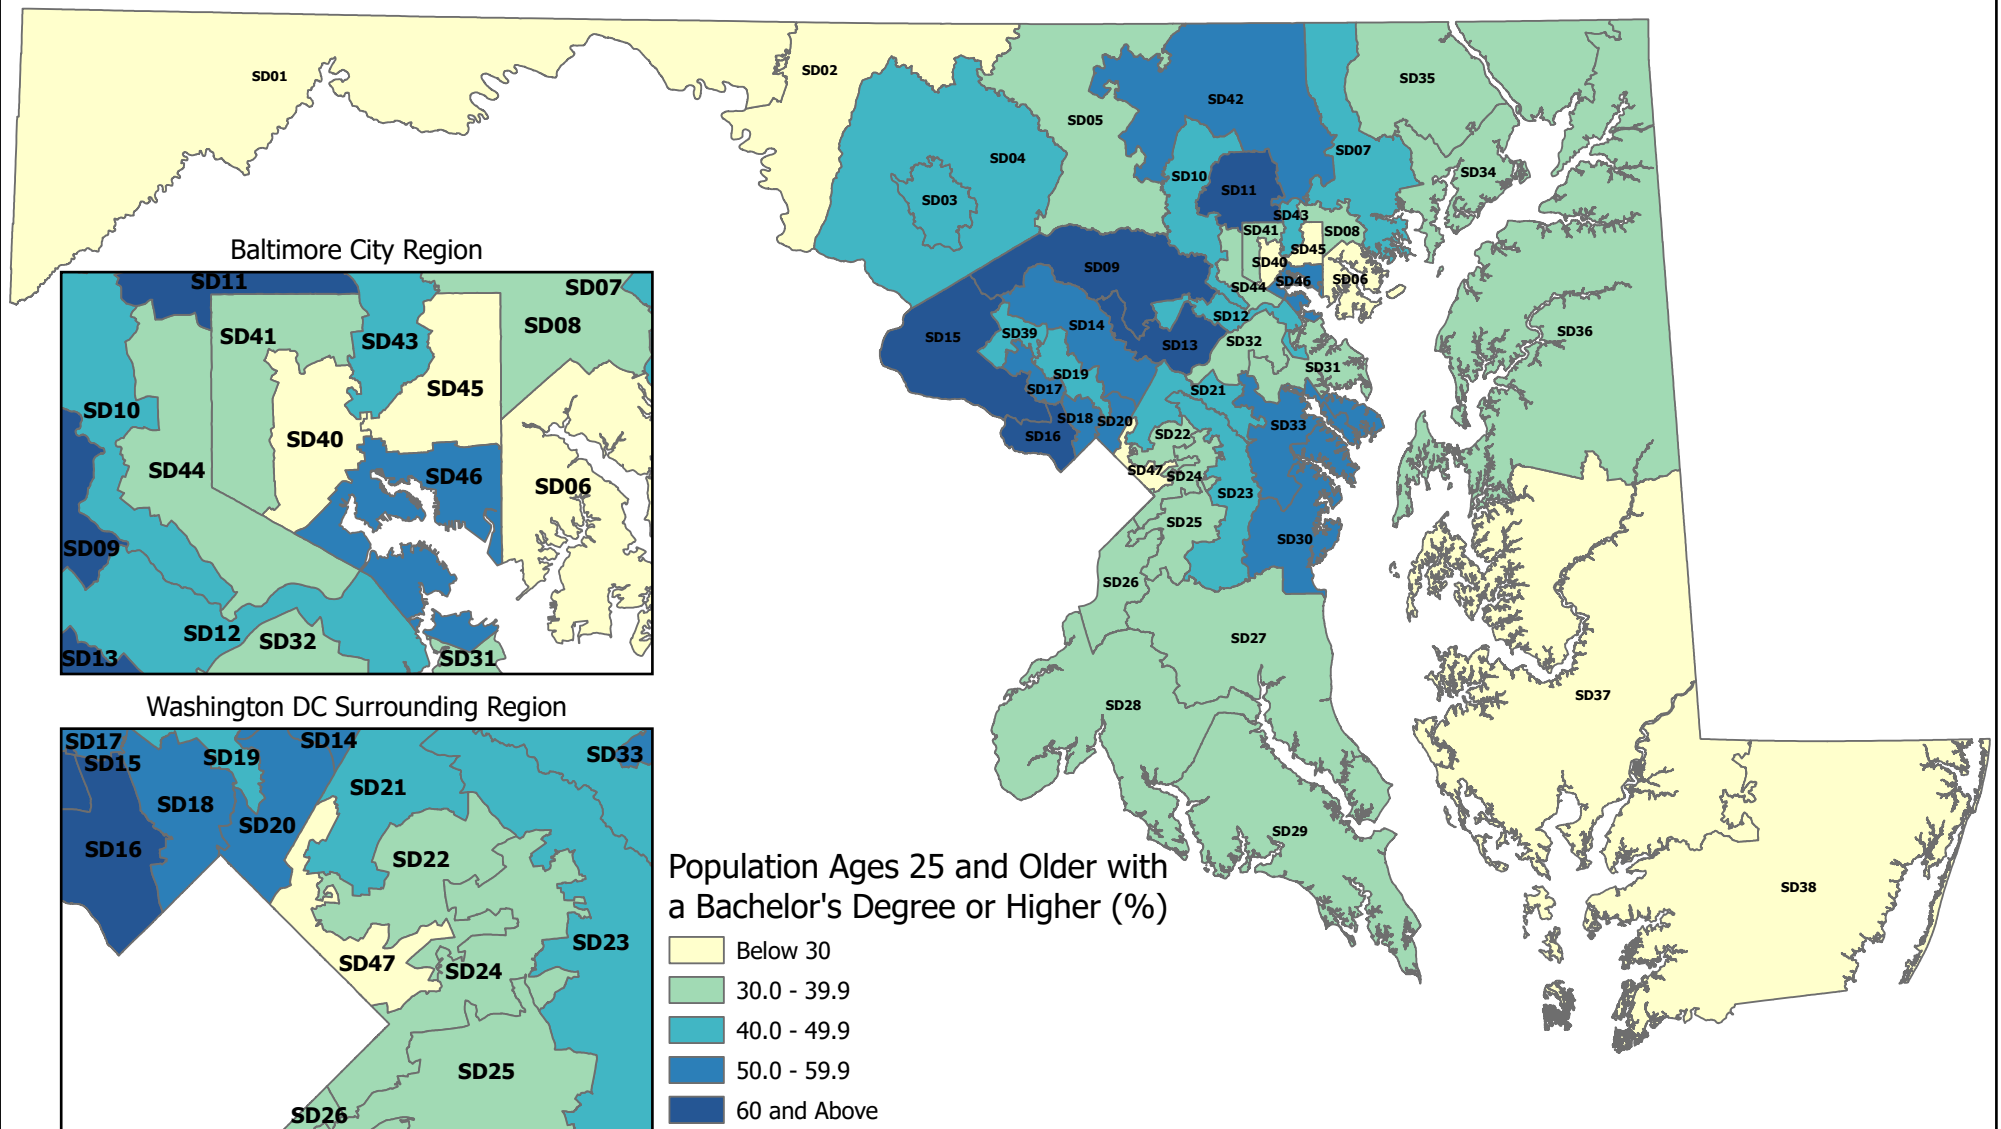 SD01
SD02
SD35
SD42
SD05
SD07
SD04
SD34
SD10
SD11
SD03
SD43
SD41
SD08
SD45
SD40
SD09
SD46
SD06
SD44
SD12
SD14
SD36
SD39
SD15
SD13
SD32
SD31
SD19
SD17
SD21
SD18
SD20
SD33
SD16
SD22
SD47
SD24
SD23
SD25
SD30
SD26
SD27
SD37
SD28
SD29
SD38
Baltimore City Region
SD11
SD07
SD08
SD41
SD43
SD45
SD10
SD40
SD44
SD46
SD06
SD09
SD12
SD32
SD13
SD31
Washington DC Surrounding Region
SD17
SD14
SD33
SD15
SD19
SD21
SD18
SD20
SD16
SD22
SD23
SD47
SD24
SD25
SD26
Population Ages 25 and Older with
a Bachelor's Degree or Higher (%)
Below 30
30.0 - 39.9
40.0 - 49.9
50.0 - 59.9
60 and Above